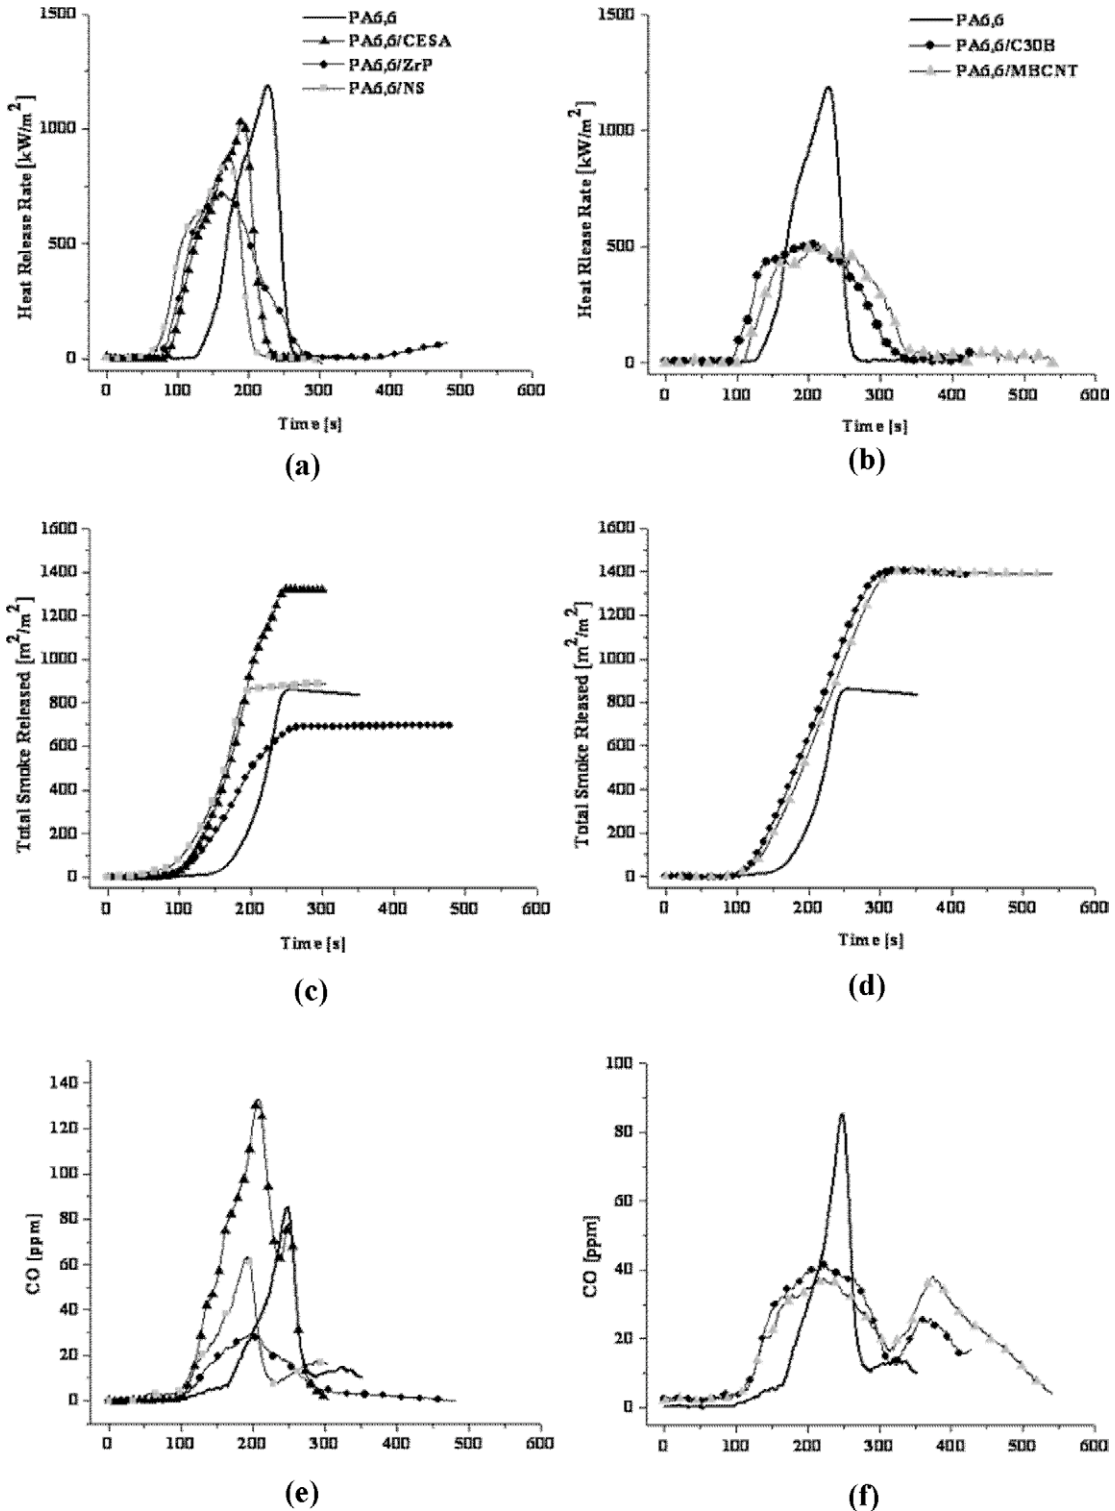 1500
1000
500
0
Heat Release Rate [kW/m²]
PA6,6
PA6,6/CESA
PA6,6/ZrP
PA6,6/NS
0 100 200 300 400 500 600
Time [s]
(a)
1500
1000
500
0
Heat Rlease Rate [kW/m²]
PA6,6
PA6,6/C30B
PA6,6/MBCNT
0 100 200 300 400 500 600
Time [s]
(b)
1600
1400
1200
1000
800
600
400
200
0
Total Smoke Released [m²/m²]
0 100 200 300 400 500 600
Time [s]
(c)
1600
1400
1200
1000
800
600
400
200
0
Total Smoke Rleased [m²/m²]
0 100 200 300 400 500 600
Time [s]
(d)
140
130
100
80
60
40
20
0
CO [ppm]
0 100 200 300 400 500 600
(e)
100
80
60
40
20
0
CO [ppm]
0 100 200 300 400 500 600
(f)